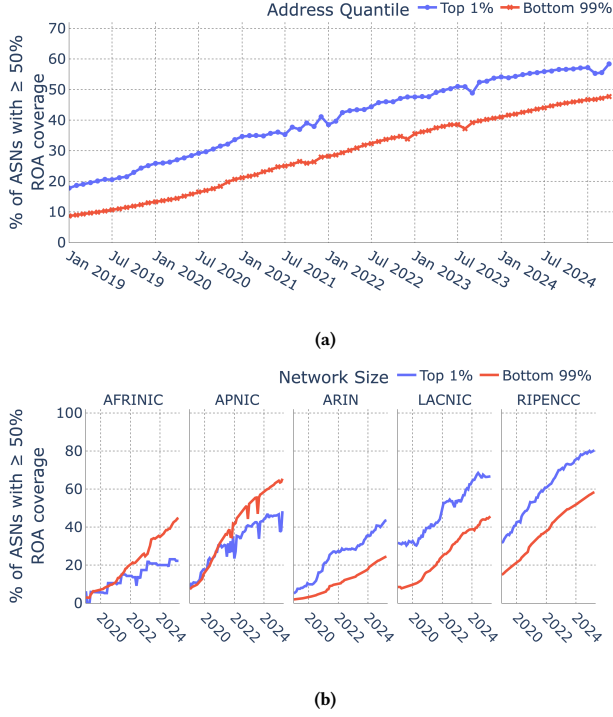 Address Quantile Top 1% Bottom 99%
% of ASNs with ≥ 50%
ROA coverage
70
60
50
40
30
20
10
0
Jan 2019
Jul 2019
Jan 2020
Jul 2020
Jan 2021
Jul 2021
Jan 2022
Jul 2022
Jan 2023
Jul 2023
Jan 2024
Jul 2024
(a)
Network Size Top 1% Bottom 99%
AFRINIC APNIC ARIN LACNIC RIPENCC
% of ASNs with ≥ 50%
ROA coverage
100
80
60
40
20
0
2020 2022 2024 2020 2022 2024 2020 2022 2024 2020 2022 2024 2020 2022 2024
(b)